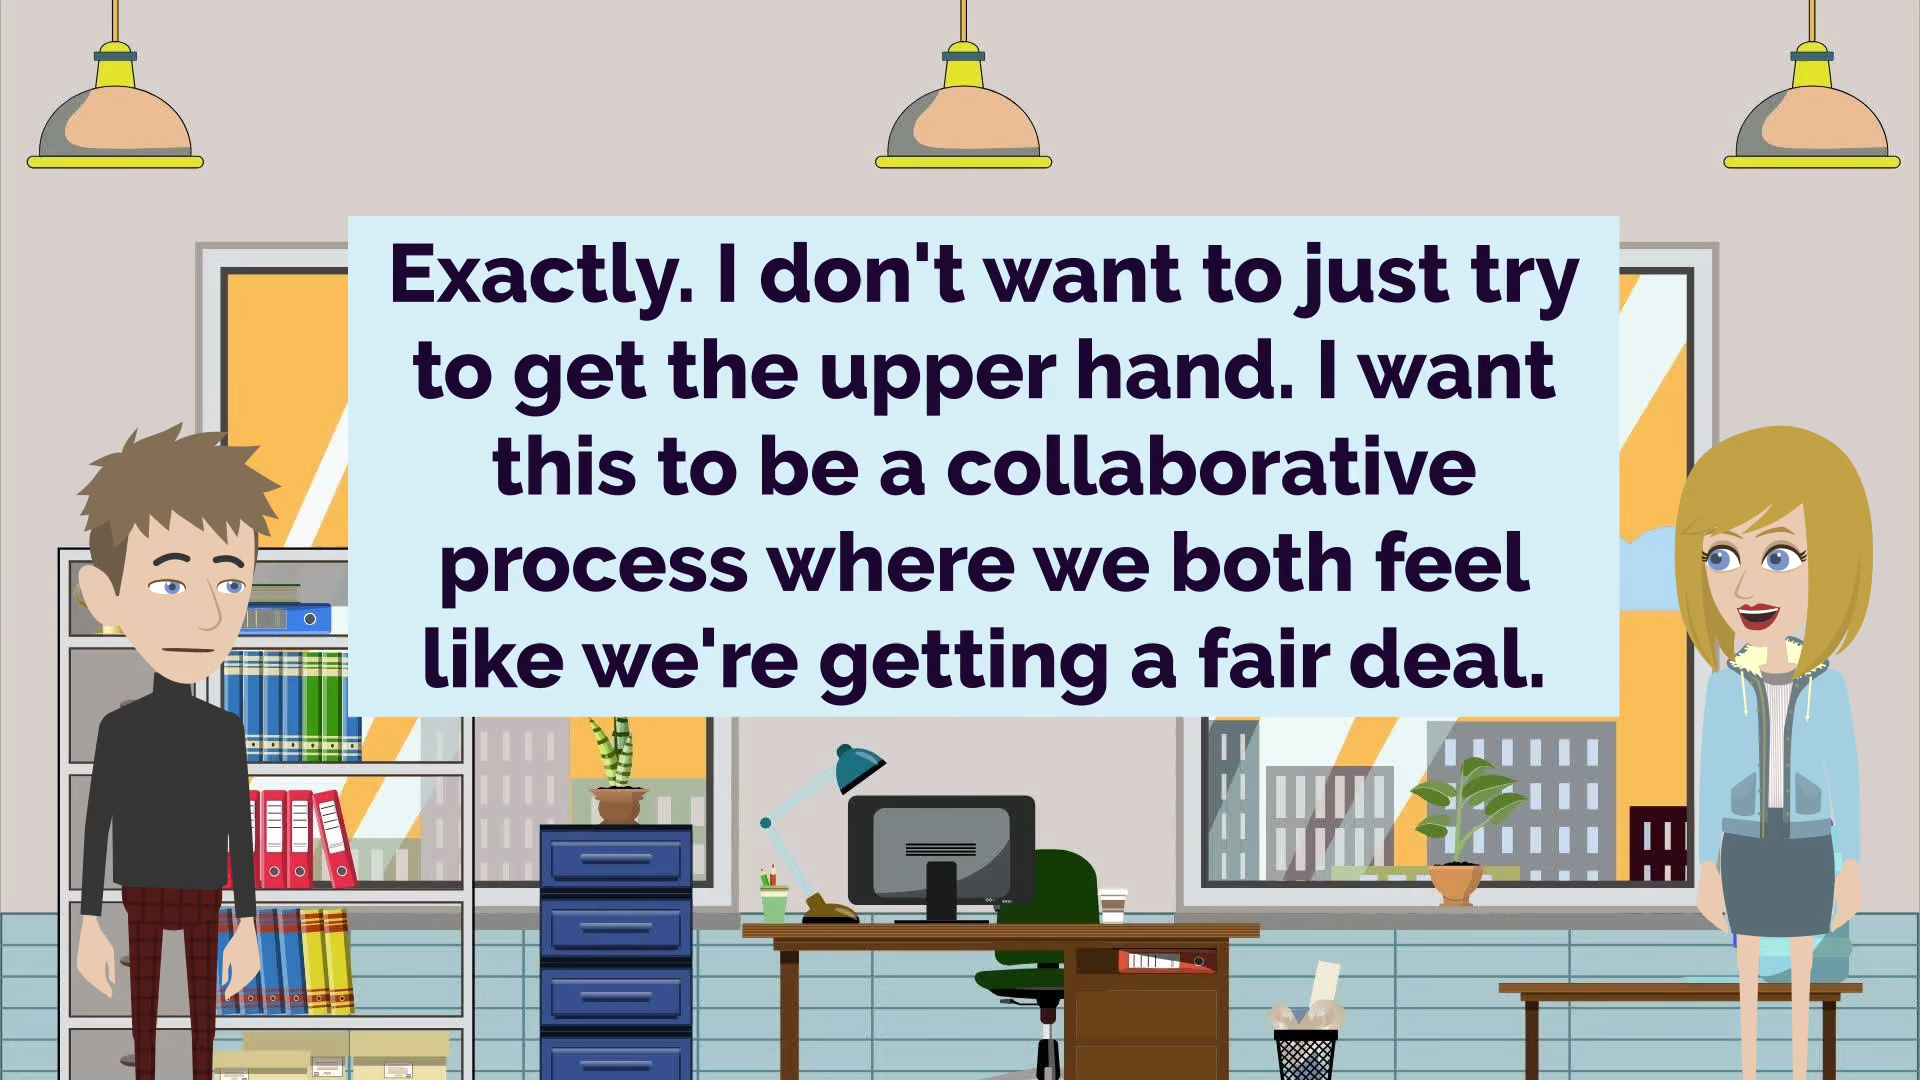 Exactly. I don't want to just try
to get the upper hand. I want
this to be a collaborative
process where we both feel
like we're getting a fair deal.